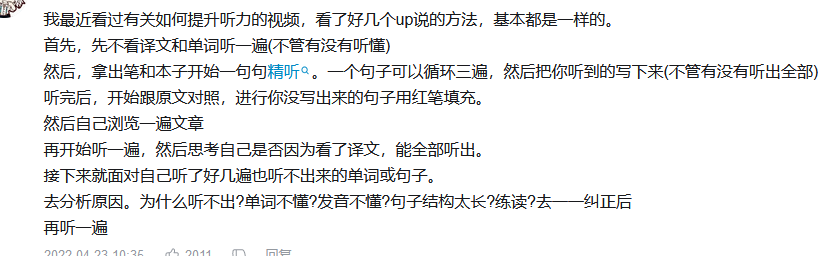 我最近看过有关如何提升听力的视频，看了好几个up说的方法，基本都是一样的。
首先，先不看译文和单词听一遍(不管有没有听懂)
然后，拿出笔和本子开始一句句精听。一个句子可以循环三遍，然后把你听到的写下来(不管有没有听出全部)
听完后，开始跟原文对照，进行你没写出来的句子用红笔填充。
然后自己浏览一遍文章
再开始听一遍，然后思考自己是否因为看了译文，能全部听出。
接下来就面对自己听了好几遍也听不出来的单词或句子。
去分析原因。为什么听不出?单词不懂?发音不懂?句子结构太长?练读?去一一纠正后
再听一遍
2022-04-23 10:35 2011 回复